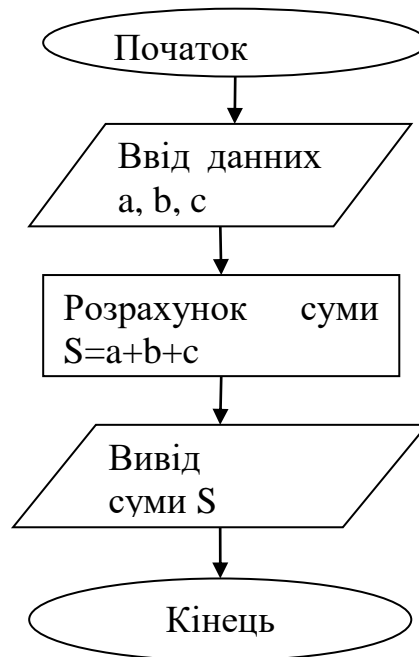 Початок
Ввід данних
a, b, c
Розрахунок суми
S=a+b+c
Вивід
суми S
Кінець